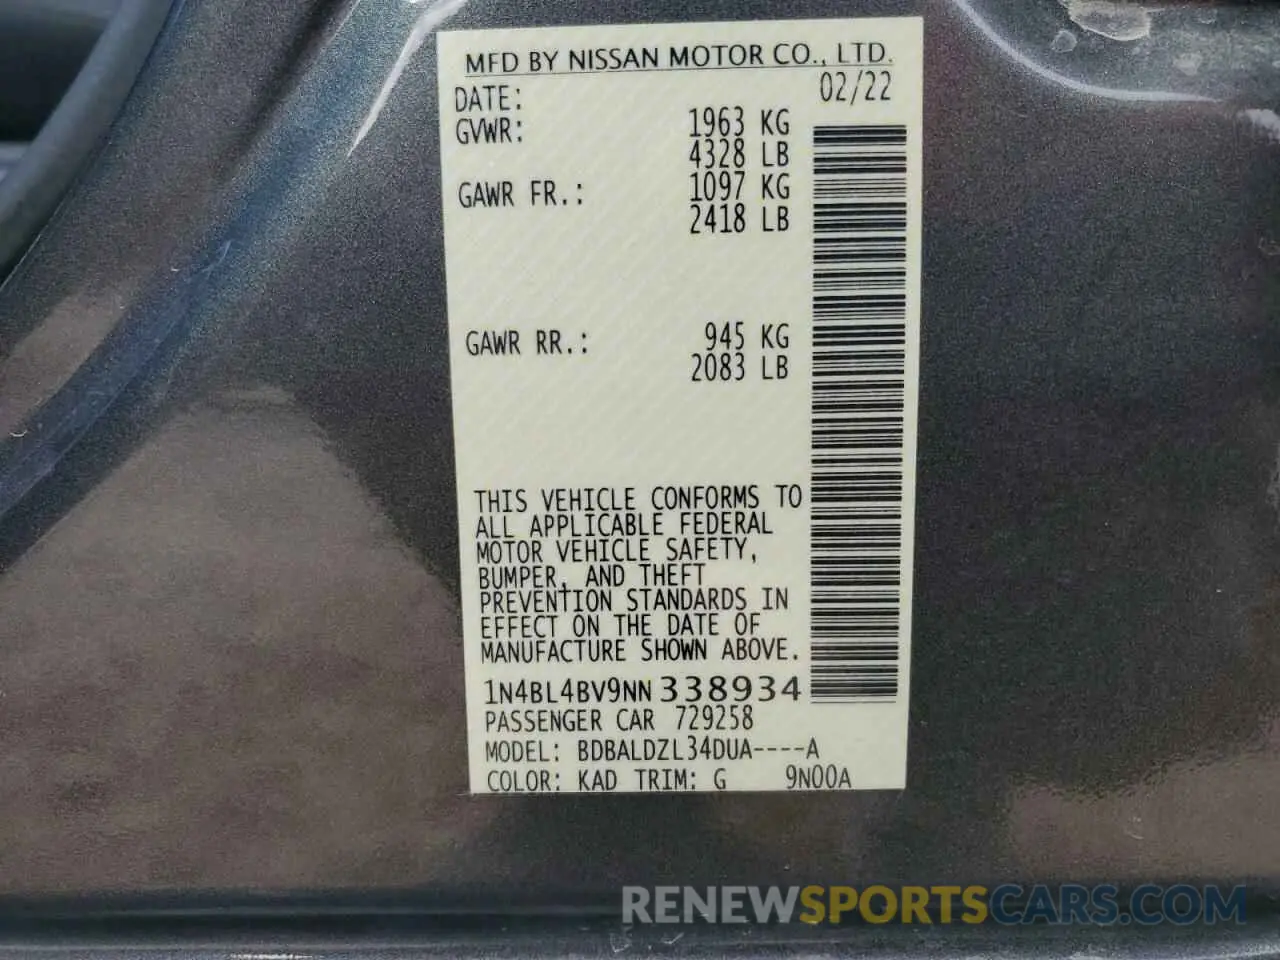 MFD BY NISSAN MOTOR CO., LTD.
DATE: 02/22
GVWR: 1963 KG
4328 LB
GAWR FR.: 1097 KG
2418 LB
GAWR RR.: 945 KG
2083 LB
THIS VEHICLE CONFORMS TO
ALL APPLICABLE FEDERAL
MOTOR VEHICLE SAFETY,
BUMPER, AND THEFT
PREVENTION STANDARDS IN
EFFECT ON THE DATE OF
MANUFACTURE SHOWN ABOVE.
1N4BL4BV9NN338934
PASSENGER CAR 729258
MODEL: BDBALDZL34DUA----A
COLOR: KAD TRIM: G 9N00A
RENEWSPORTSCARS.COM